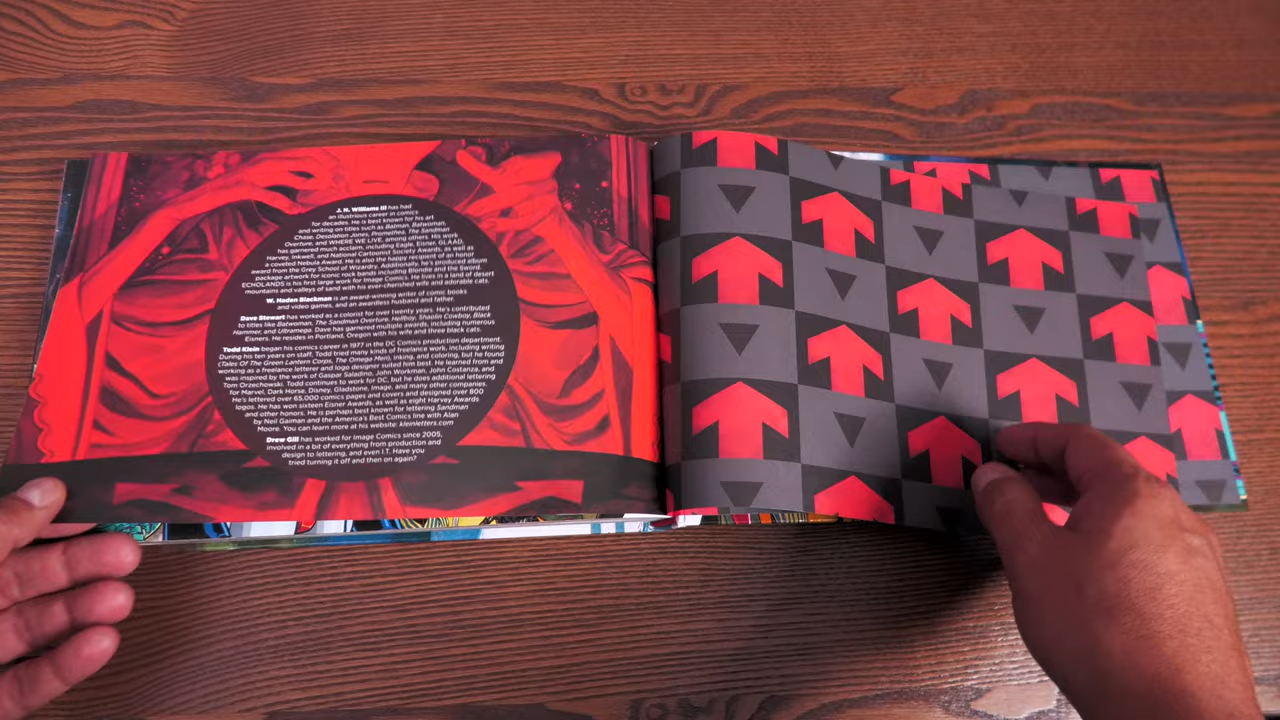 J. H. Williams III has had
an illustrious career in comics
for decades. He is best known for his art
and writing on titles such as Batman, Batwoman,
Chase, Desolation Jones, Promethea, The Sandman
Overture, and WHERE WE LIVE, among others. His work
has garnered much acclaim, including Eagle, Eisner, GLAAD,
Harvey, Inkwell, and National Cartoonist Society Awards, as well as
a coveted Nebula Award. He is also the happy recipient of an honor
award from the Grey School of Wizardry. Additionally, he's produced album
package artwork for iconic rock bands including Blondie and the Sword.
ECHOLANDS is his first large work for Image Comics. He lives in a land of desert
mountains and valleys of sand with his ever-cherished wife and adorable cats.
W. Haden Blackman is an award-winning writer of comic books
and video games, and an awardless husband and father.
Dave Stewart has worked as a colorist for over twenty years. He's contributed
to titles like Batwoman, The Sandman Overture, Hellboy, Shaolin Cowboy, Black
Hammer, and Ultramega. Dave has garnered multiple awards, including numerous
Eisners. He resides in Portland, Oregon with his wife and three black cats.
Todd Klein began his comics career in 1977 in the DC Comics production department.
During his ten years on staff, Todd tried many kinds of freelance work, including writing
(Tales Of The Green Lantern Corps, The Omega Men), inking, and coloring, but he found
working as a freelance letterer and logo designer suited him best. He learned from and
was inspired by the work of Gaspar Saladino, John Workman, John Costanza, and
Tom Orzechowski. Todd continues to work for DC, but he does additional lettering
for Marvel, Dark Horse, Disney, Gladstone, Image, and many other companies.
He's lettered over 65,000 comics pages and covers and designed over 800
logos. He has won sixteen Eisner Awards, as well as eight Harvey Awards
and other honors. He is perhaps best known for lettering Sandman
by Neil Gaiman and the America's Best Comics line with Alan
Moore. You can learn more at his website: kleinletters.com
Drew Gill has worked for Image Comics since 2005,
involved in a bit of everything from production and
design to lettering, and even I.T. Have you
tried turning it off and then on again?